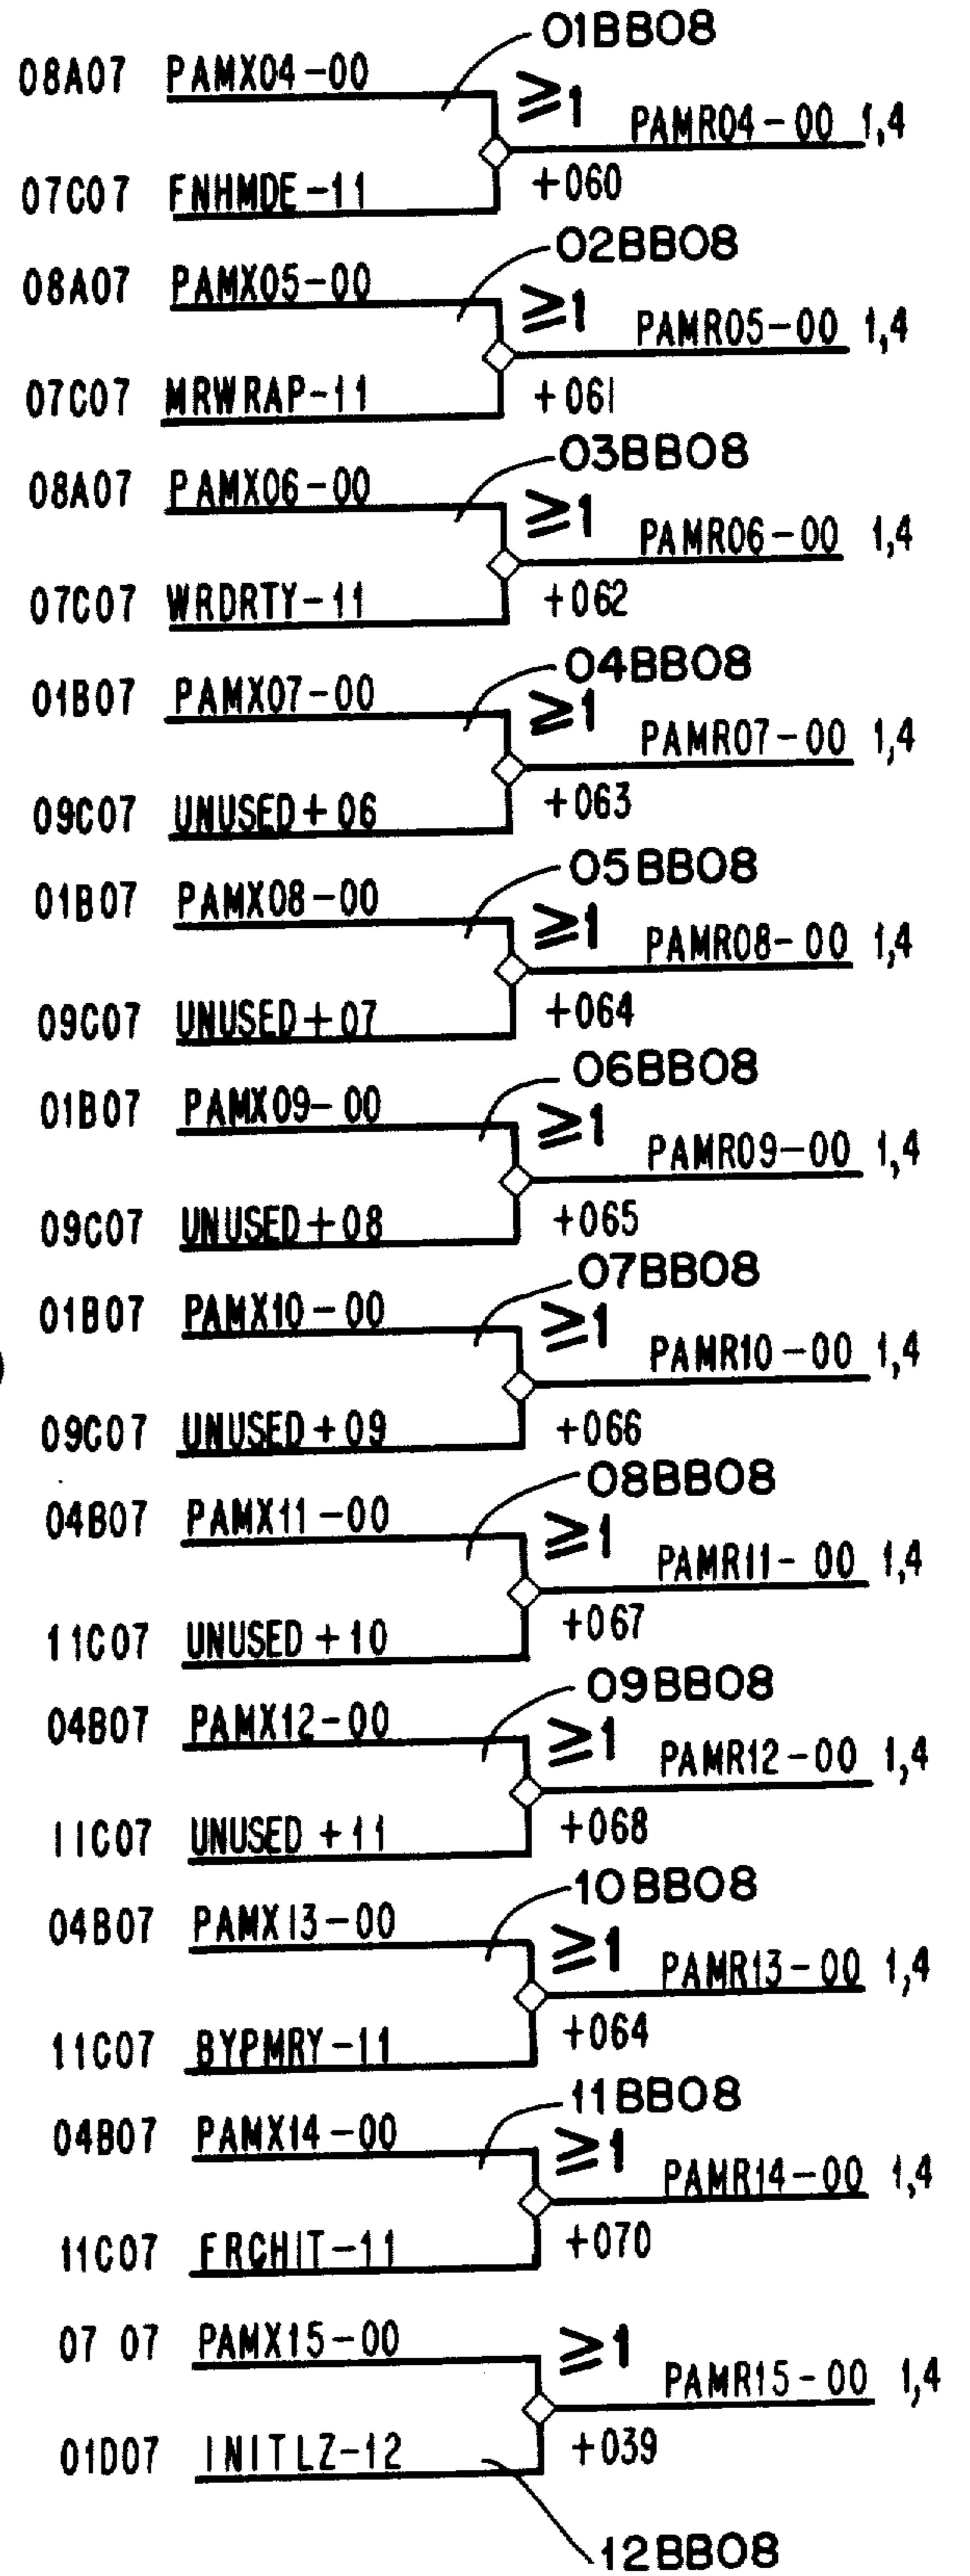 01BB08
08A07 PAMX04-00 ≥1
PAMR04-00 1,4
07C07 FNHMDE-11 +060
02BB08
08A07 PAMX05-00 ≥1
PAMR05-00 1,4
07C07 MRWRAP-11 +061
03BB08
08A07 PAMX06-00 ≥1
PAMR06-00 1,4
07C07 WRDRTY-11 +062
04BB08
01B07 PAMX07-00 ≥1
PAMR07-00 1,4
09C07 UNUSED+06 +063
05BB08
01B07 PAMX08-00 ≥1
PAMR08-00 1,4
09C07 UNUSED+07 +064
06BB08
01B07 PAMX09-00 ≥1
PAMR09-00 1,4
09C07 UNUSED+08 +065
07BB08
01B07 PAMX10-00 ≥1
PAMR10-00 1,4
09C07 UNUSED+09 +066
08BB08
04B07 PAMX11-00 ≥1
PAMR11-00 1,4
11C07 UNUSED+10 +067
09BB08
04B07 PAMX12-00 ≥1
PAMR12-00 1,4
11C07 UNUSED+11 +068
10BB08
04B07 PAMX13-00 ≥1
PAMR13-00 1,4
11C07 BYPMRY-11 +064
11BB08
04B07 PAMX14-00 ≥1
PAMR14-00 1,4
11C07 FRCHIT-11 +070
07 07 PAMX15-00 ≥1
PAMR15-00 1,4
01D07 INITLZ-12 +039
12BB08